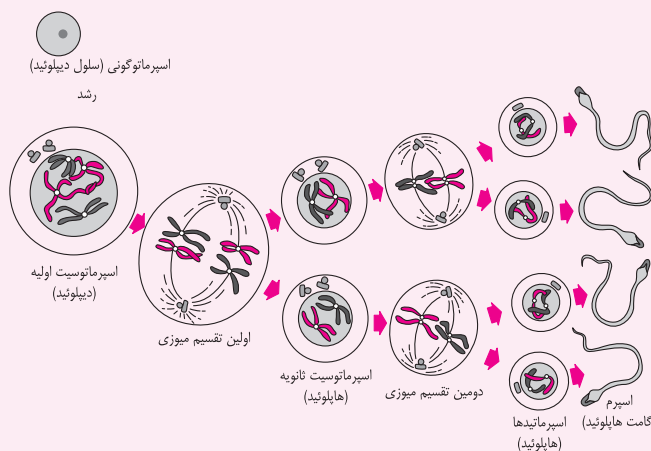 اسپرماتوگونی (سلول دیپلوئید)
رشد
اسپرماتوسیت اولیه
(دیپلوئید)
اولین تقسیم میوزی
اسپرماتوسیت ثانویه
(هاپلوئید)
دومین تقسیم میوزی
اسپرماتیدها
(هاپلوئید)
اسپرم
گامت هاپلوئید)